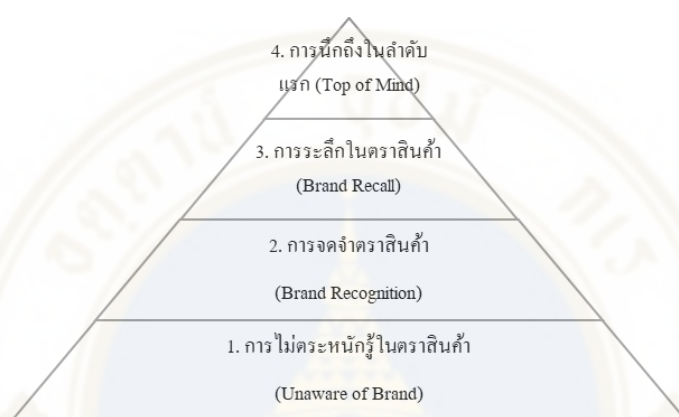 4. การนึกถึงในลำดับ
แรก (Top of Mind)
3. การระลึกในตราสินค้า
(Brand Recall)
2. การจดจำตราสินค้า
(Brand Recognition)
1. การไม่ตระหนักรู้ในตราสินค้า
(Unaware of Brand)